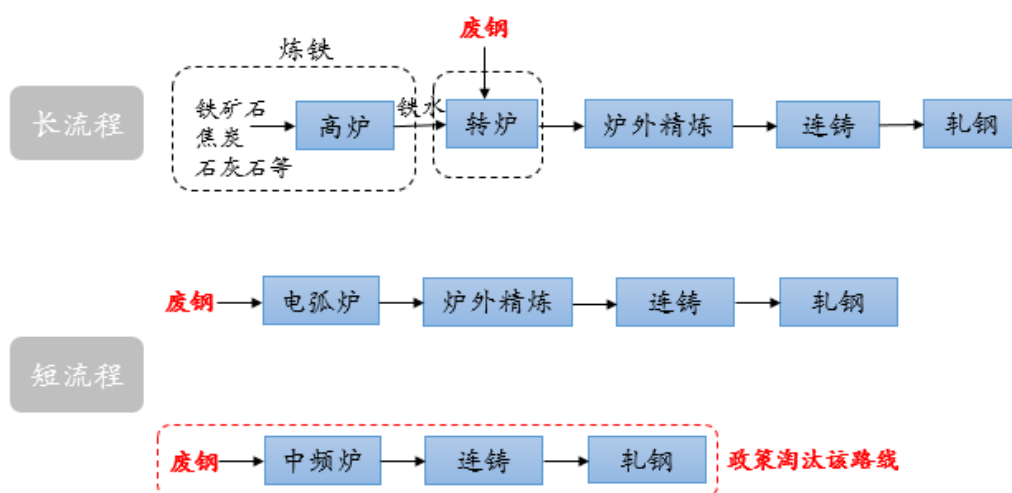 废钢
炼铁
长流程
铁矿石
焦炭
石灰石等
高炉
铁水
转炉
炉外精炼
连铸
轧钢
短流程
废钢
电弧炉
炉外精炼
连铸
轧钢
废钢
中频炉
连铸
轧钢
政策淘汰该路线